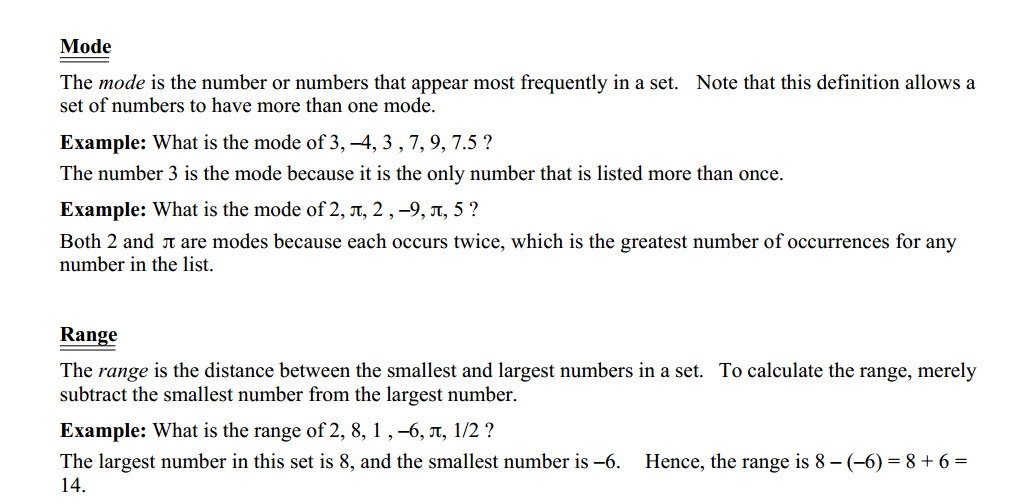 Mode
The mode is the number or numbers that appear most frequently in a set. Note that this definition allows a
set of numbers to have more than one mode.
Example: What is the mode of 3, –4, 3 , 7, 9, 7.5 ?
The number 3 is the mode because it is the only number that is listed more than once.
Example: What is the mode of 2, π, 2 , –9, π, 5 ?
Both 2 and π are modes because each occurs twice, which is the greatest number of occurrences for any
number in the list.
Range
The range is the distance between the smallest and largest numbers in a set. To calculate the range, merely
subtract the smallest number from the largest number.
Example: What is the range of 2, 8, 1 , –6, π, 1/2 ?
The largest number in this set is 8, and the smallest number is –6. Hence, the range is 8 – (–6) = 8 + 6 =
14.